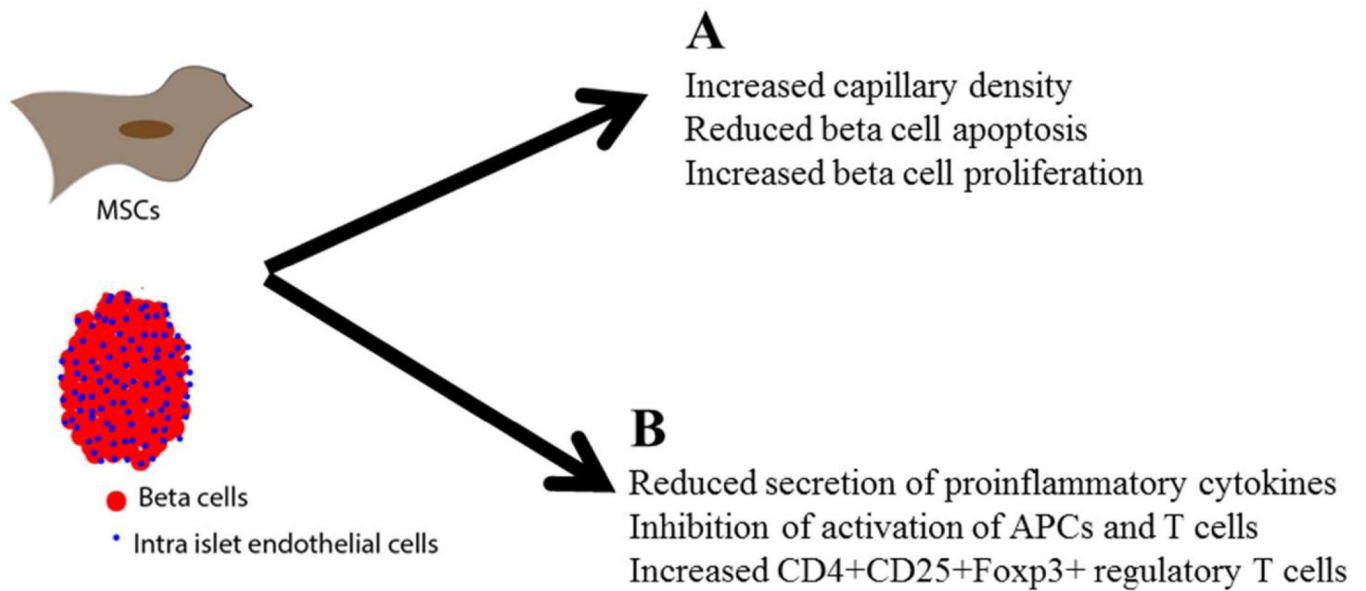 MSCs
Beta cells
Intra islet endothelial cells
A
Increased capillary density
Reduced beta cell apoptosis
Increased beta cell proliferation
B
Reduced secretion of proinflammatory cytokines
Inhibition of activation of APCs and T cells
Increased CD4+CD25+Foxp3+ regulatory T cells